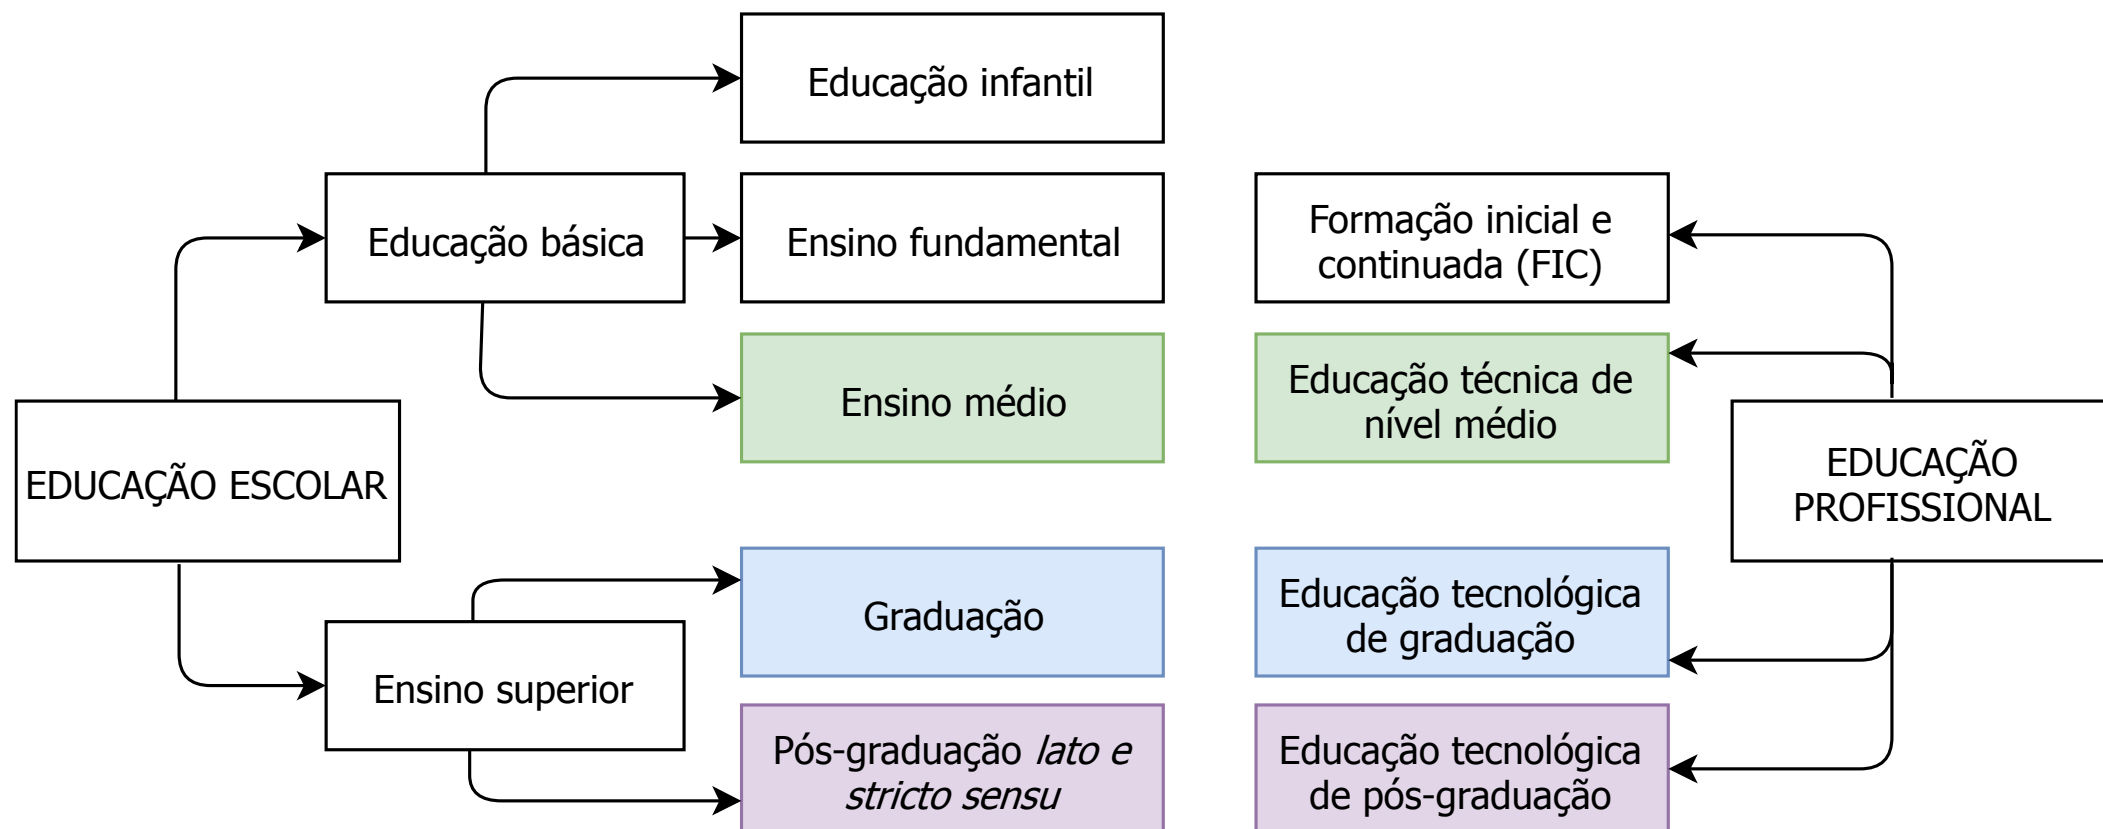 Educação infantil
Educação básica
Ensino fundamental
Formação inicial e
continuada (FIC)
Ensino médio
Educação técnica de
nível médio
EDUCAÇÃO ESCOLAR
EDUCAÇÃO
PROFISSIONAL
Graduação
Educação tecnológica
de graduação
Ensino superior
Pós-graduação lato e
stricto sensu
Educação tecnológica
de pós-graduação